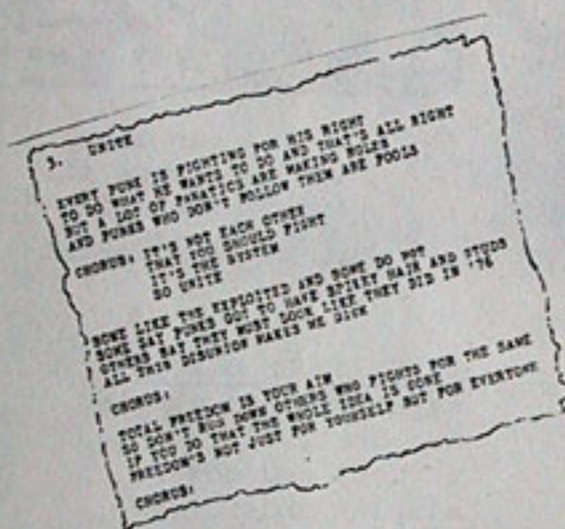 3. UNITE
EVERY PUNK IS FIGHTING FOR HIS RIGHT
TO DO WHAT HE WANTS TO DO AND THAT'S ALL RIGHT
BUT A LOT OF FANATICS ARE MAKING RULES
AND PUNKS WHO DON'T FOLLOW THEM ARE FOOLS
CHORUS: IT'S NOT EACH OTHER
THAT YOU SHOULD FIGHT
IT'S THE SYSTEM
SO UNITE
SOME LIKE THE EXPLOITED AND SOME DO NOT
SOME SAY PUNKS GOT TO HAVE SPIKEY HAIR AND STUDS
OTHERS SAY THEY MUST LOOK LIKE THEY DID IN '76
ALL THIS DISUNION MAKES ME SICK
CHORUS:
TOTAL FREEDOM IS YOUR AIM
SO DON'T RUN DOWN OTHERS WHO FIGHTS FOR THE SAME
IF YOU DO THAT THE WHOLE IDEA IS GONE
FREEDOM'S NOT JUST FOR YOURSELF BUT FOR EVERYONE
CHORUS: